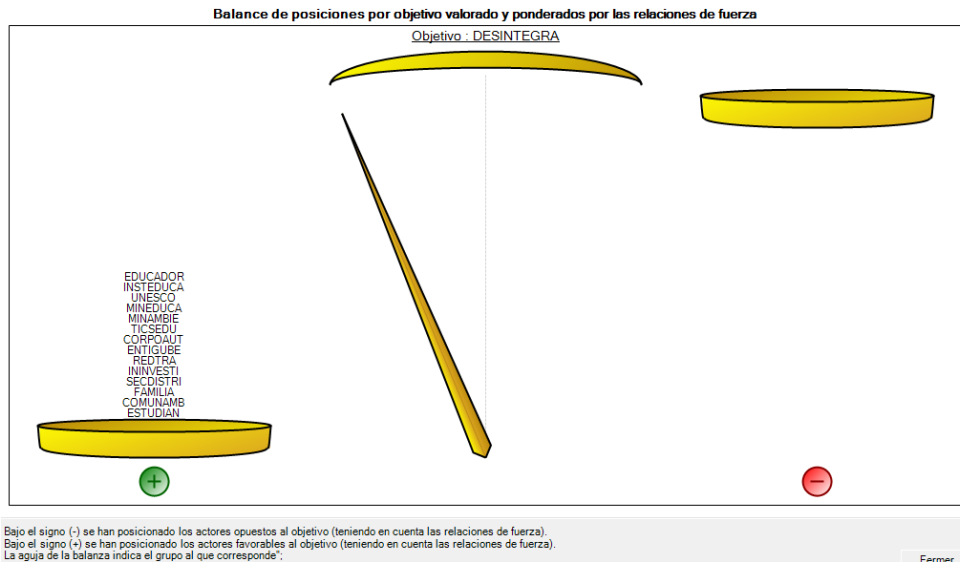 Balance de posiciones por objetivo valorado y ponderados por las relaciones de fuerza
Objetivo : DESINTEGRA
EDUCADOR
INSTEDUCA
UNESCO
MINEDUCA
MINAMBIE
TICSEDU
CORPOAUT
ENTIGUBE
REDTRA
ININVESTI
SECDISTRI
FAMILIA
COMUNAMB
ESTUDIAN
+
−
Bajo el signo (-) se han posicionado los actores opuestos al objetivo (teniendo en cuenta las relaciones de fuerza).
Bajo el signo (+) se han posicionado los actores favorables al objetivo (teniendo en cuenta las relaciones de fuerza).
La aguja de la balanza indica el grupo al que corresponde";
Fermer